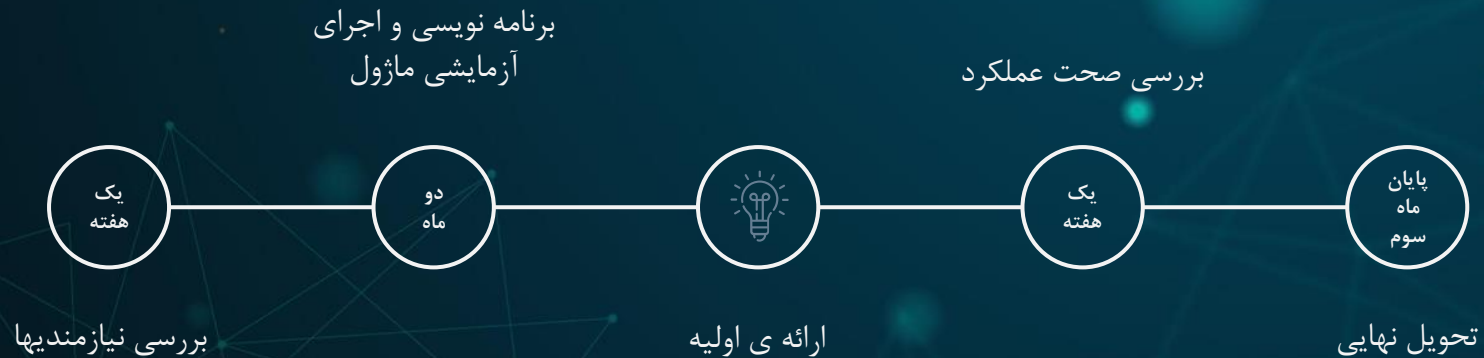 برنامه نویسی و اجرای
آزمایشی ماژول
بررسی صحت عملکرد
یک
هفته
دو
ماه
یک
هفته
پایان
ماه
سوم
بررسی نیازمندیها
ارائه ی اولیه
تحویل نهایی